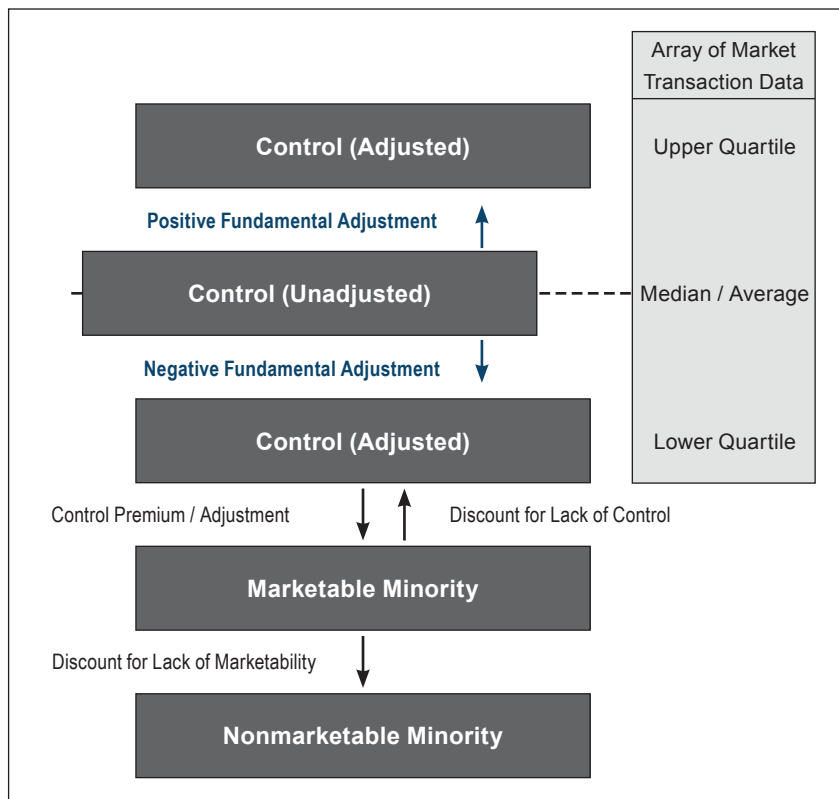 Array of Market
Transaction Data
Control (Adjusted)
Upper Quartile
Positive Fundamental Adjustment
Control (Unadjusted)
Median / Average
Negative Fundamental Adjustment
Control (Adjusted)
Lower Quartile
Control Premium / Adjustment
Discount for Lack of Control
Marketable Minority
Discount for Lack of Marketability
Nonmarketable Minority